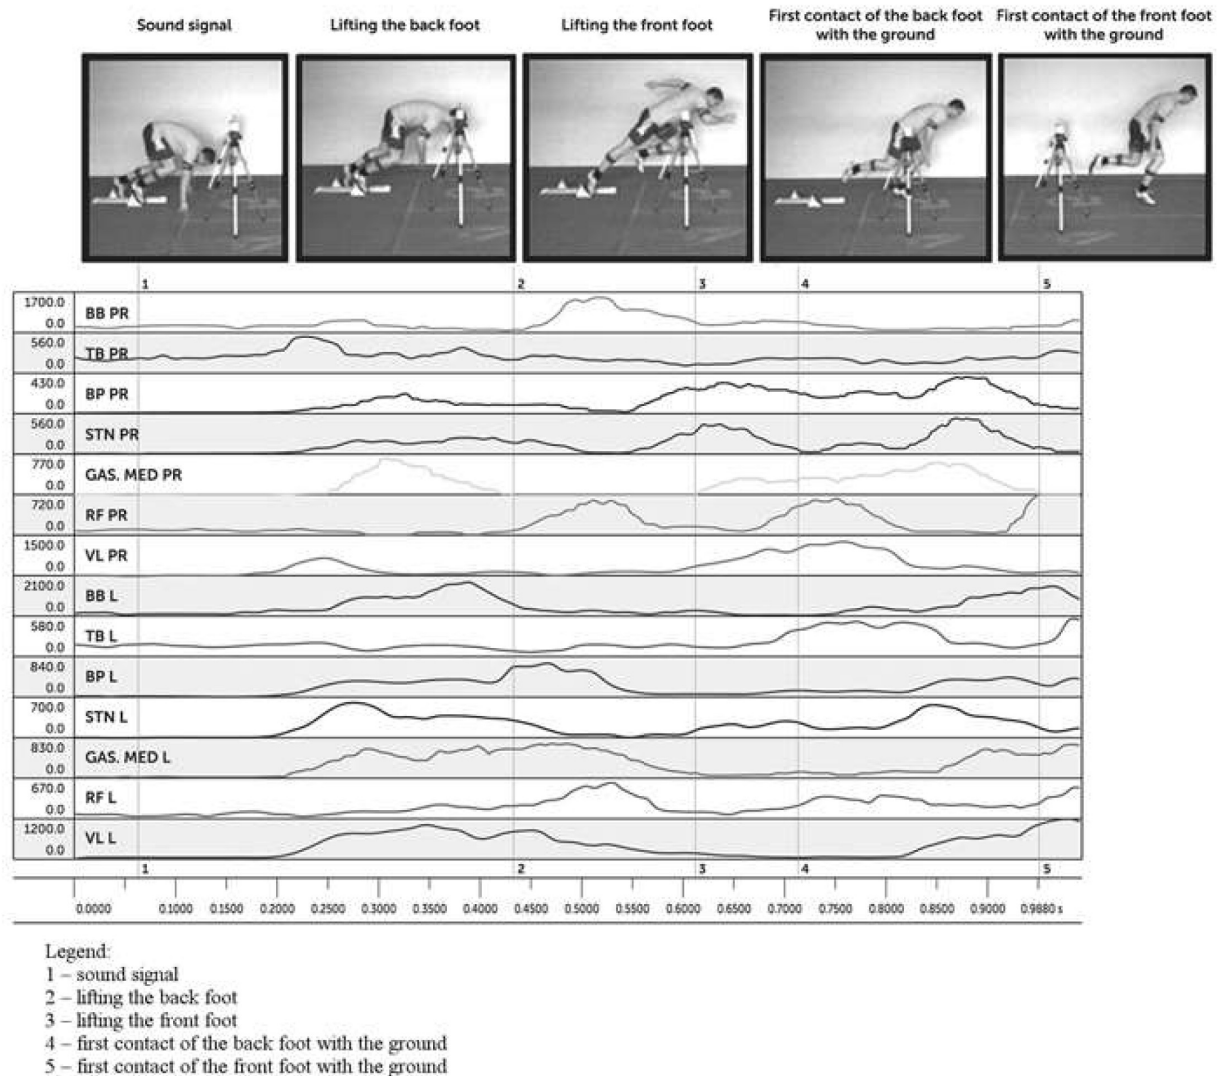 Sound signal
Lifting the back foot
Lifting the front foot
First contact of the back foot
with the ground
First contact of the front foot
with the ground
1 2 3 4 5
1700.0
0.0
BB PR
560.0
0.0
TB PR
430.0
0.0
BP PR
560.0
0.0
STN PR
770.0
0.0
GAS. MED PR
720.0
0.0
RF PR
1500.0
0.0
VL PR
2100.0
0.0
BB L
580.0
0.0
TB L
840.0
0.0
BP L
700.0
0.0
STN L
830.0
0.0
GAS. MED L
670.0
0.0
RF L
1200.0
0.0
VL L
1 2 3 4 5
0.0000 0.1000 0.1500 0.2000 0.2500 0.3000 0.3500 0.4000 0.4500 0.5000 0.5500 0.6000 0.6500 0.7000 0.7500 0.8000 0.8500 0.9000 0.9880 s
Legend:
1 – sound signal
2 – lifting the back foot
3 – lifting the front foot
4 – first contact of the back foot with the ground
5 – first contact of the front foot with the ground